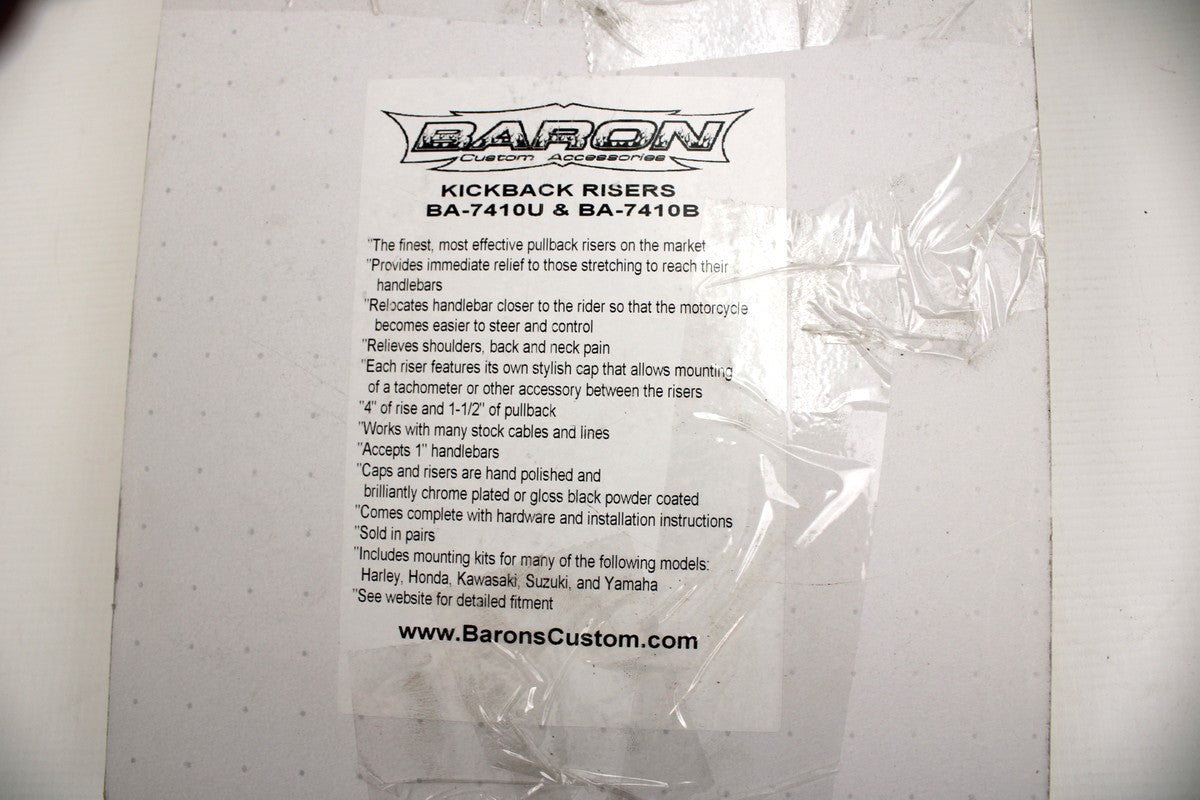 BARON
Custom Accessories
KICKBACK RISERS
BA-7410U & BA-7410B
"The finest, most effective pullback risers on the market
"Provides immediate relief to those stretching to reach their
handlebars
"Relocates handlebar closer to the rider so that the motorcycle
becomes easier to steer and control
"Relieves shoulders, back and neck pain
"Each riser features its own stylish cap that allows mounting
of a tachometer or other accessory between the risers
"4" of rise and 1-1/2" of pullback
"Works with many stock cables and lines
"Accepts 1" handlebars
"Caps and risers are hand polished and
brilliantly chrome plated or gloss black powder coated
"Comes complete with hardware and installation instructions
"Sold in pairs
"Includes mounting kits for many of the following models:
Harley, Honda, Kawasaki, Suzuki, and Yamaha
"See website for detailed fitment
www.BaronsCustom.com